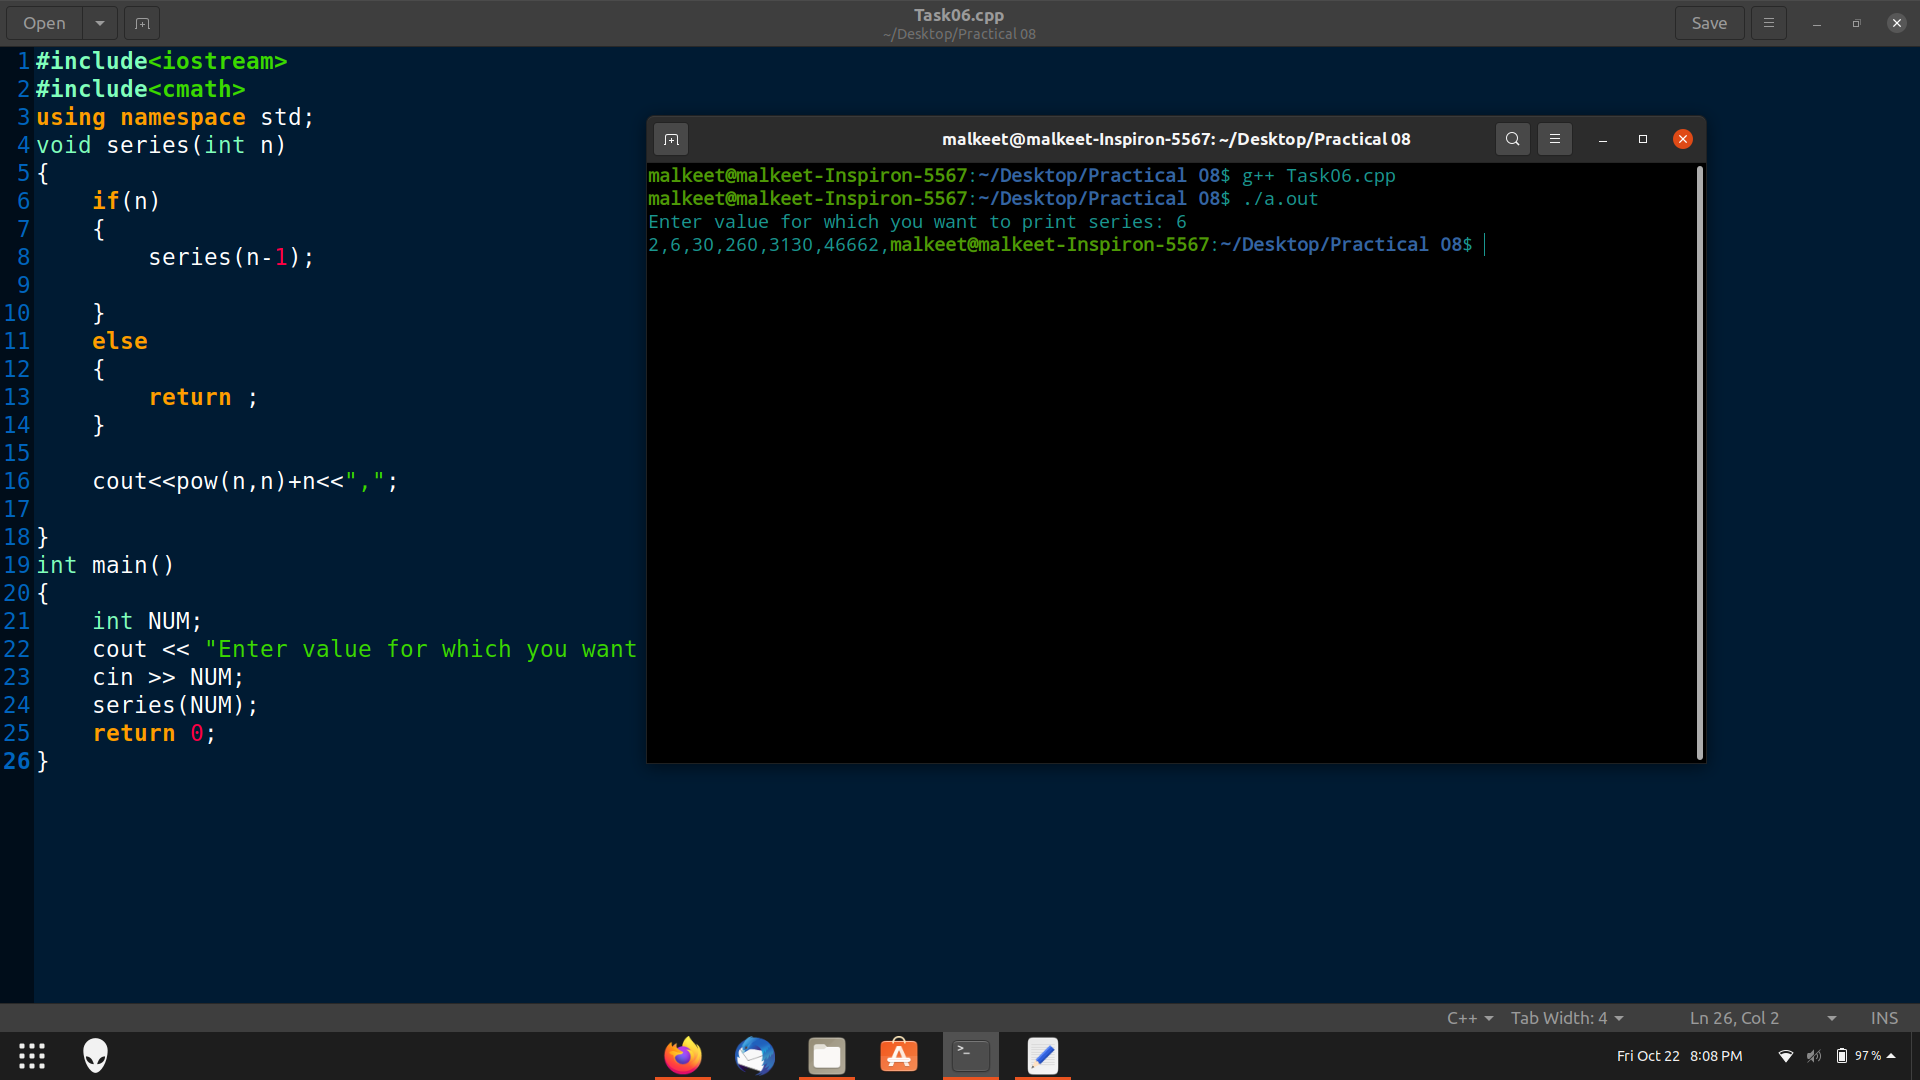 Open
Task06.cpp
~/Desktop/Practical 08
Save
1 #include<iostream>
2 #include<cmath>
3 using namespace std;
4 void series(int n)
5 {
6     if(n)
7     {
8         series(n-1);
9
10     }
11     else
12     {
13         return ;
14     }
15
16     cout<<pow(n,n)+n<<",";
17
18 }
19 int main()
20 {
21     int NUM;
22     cout << "Enter value for which you want
23     cin >> NUM;
24     series(NUM);
25     return 0;
26 }
malkeet@malkeet-Inspiron-5567: ~/Desktop/Practical 08
malkeet@malkeet-Inspiron-5567:~/Desktop/Practical 08$ g++ Task06.cpp
malkeet@malkeet-Inspiron-5567:~/Desktop/Practical 08$ ./a.out
Enter value for which you want to print series: 6
2,6,30,260,3130,46662,malkeet@malkeet-Inspiron-5567:~/Desktop/Practical 08$
C++ Tab Width: 4 Ln 26, Col 2 INS
Fri Oct 22 8:08 PM 97%